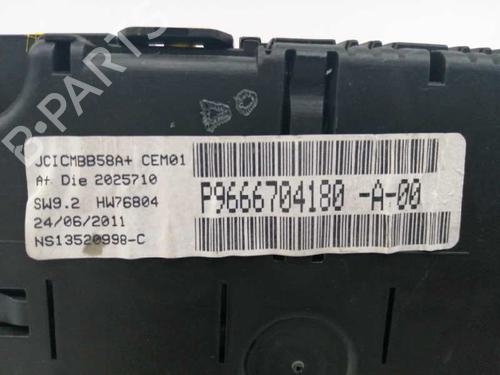 JCICMBB58A+ CEM01
A+ Die 2025710
SW9.2 HW76804
24/06/2011
NS13520998-C
P9666704180 -A-00
B-PARTS